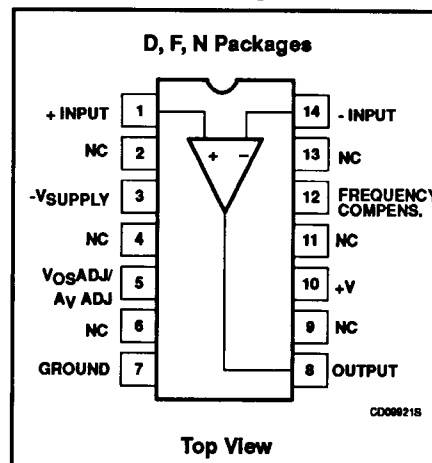 D, F, N Packages
+ INPUT 1
NC 2
-VSUPPLY 3
NC 4
VOSADJ/
AV ADJ 5
NC 6
GROUND 7
+ −
14 - INPUT
13 NC
12 FREQUENCY
COMPENS.
11 NC
10 +V
9 NC
8 OUTPUT
CD09921S
Top View